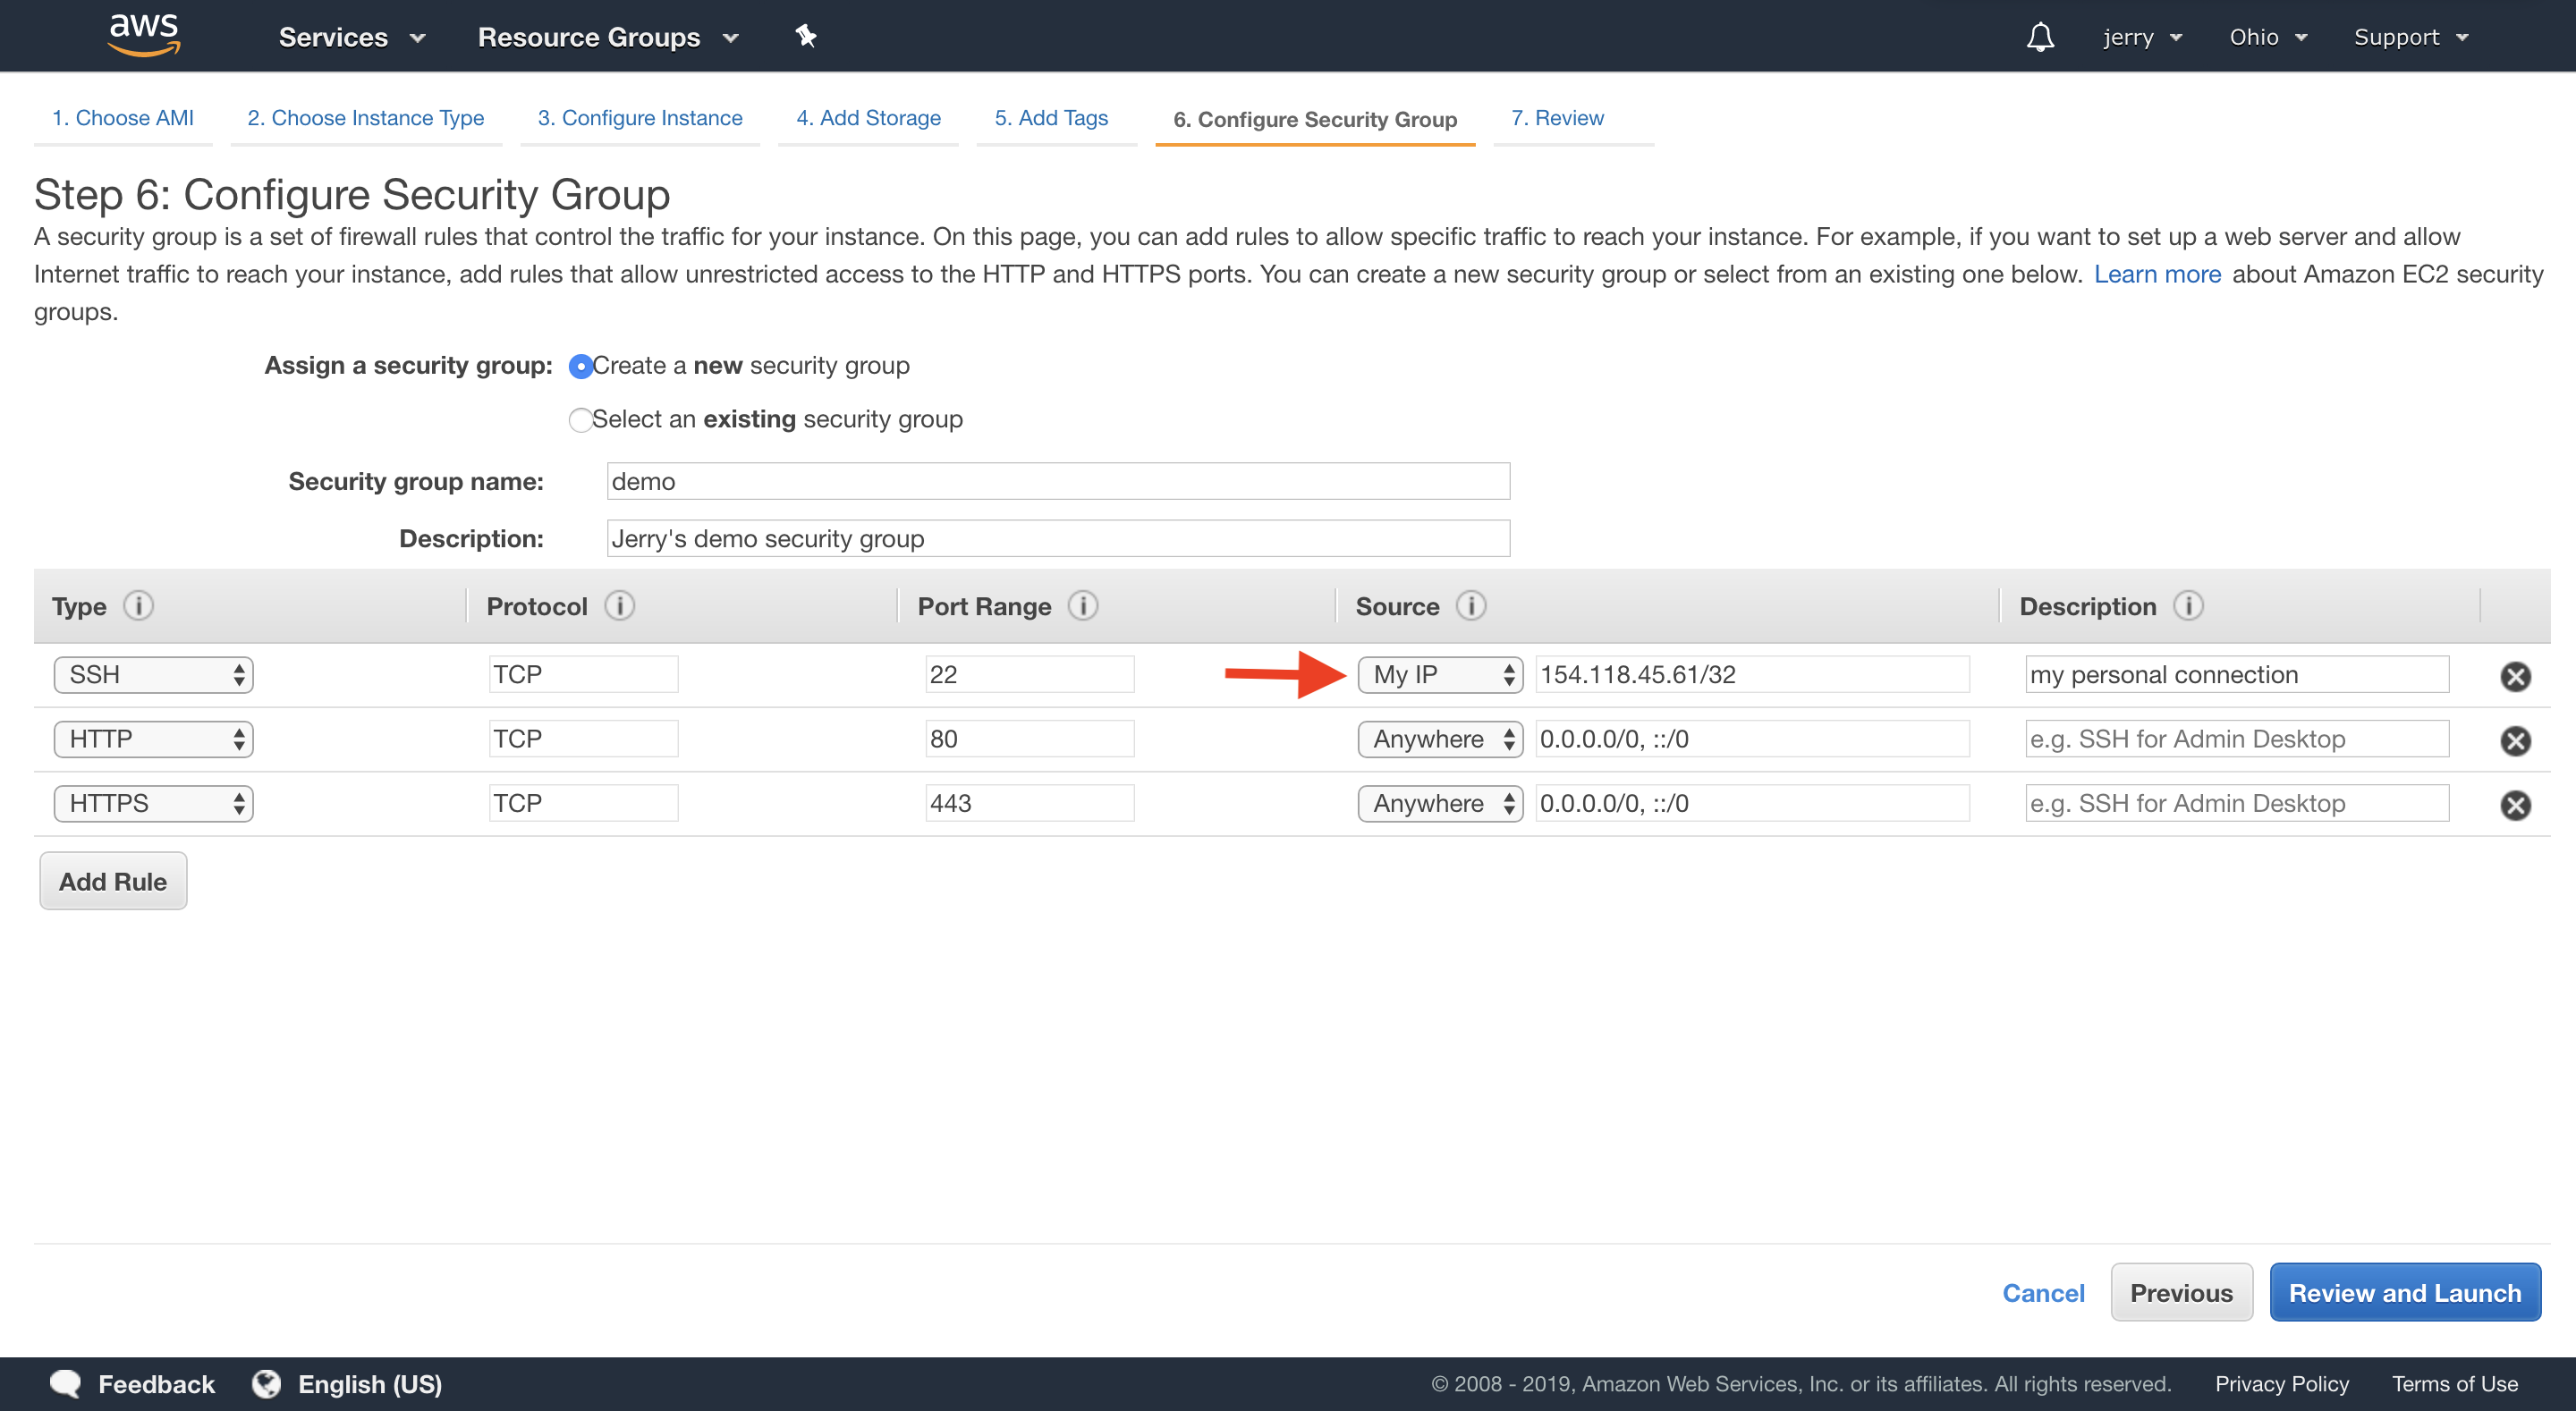 aws Services Resource Groups jerry Ohio Support
1. Choose AMI 2. Choose Instance Type 3. Configure Instance 4. Add Storage 5. Add Tags 6. Configure Security Group 7. Review
Step 6: Configure Security Group
A security group is a set of firewall rules that control the traffic for your instance. On this page, you can add rules to allow specific traffic to reach your instance. For example, if you want to set up a web server and allow
Internet traffic to reach your instance, add rules that allow unrestricted access to the HTTP and HTTPS ports. You can create a new security group or select from an existing one below. Learn more about Amazon EC2 security
groups.
Assign a security group: Create a new security group
Select an existing security group
Security group name: demo
Description: Jerry's demo security group
Type i Protocol i Port Range i Source i Description i
SSH TCP 22 My IP 154.118.45.61/32 my personal connection
HTTP TCP 80 Anywhere 0.0.0.0/0, ::/0 e.g. SSH for Admin Desktop
HTTPS TCP 443 Anywhere 0.0.0.0/0, ::/0 e.g. SSH for Admin Desktop
Add Rule
Cancel Previous Review and Launch
Feedback English (US) © 2008 - 2019, Amazon Web Services, Inc. or its affiliates. All rights reserved. Privacy Policy Terms of Use